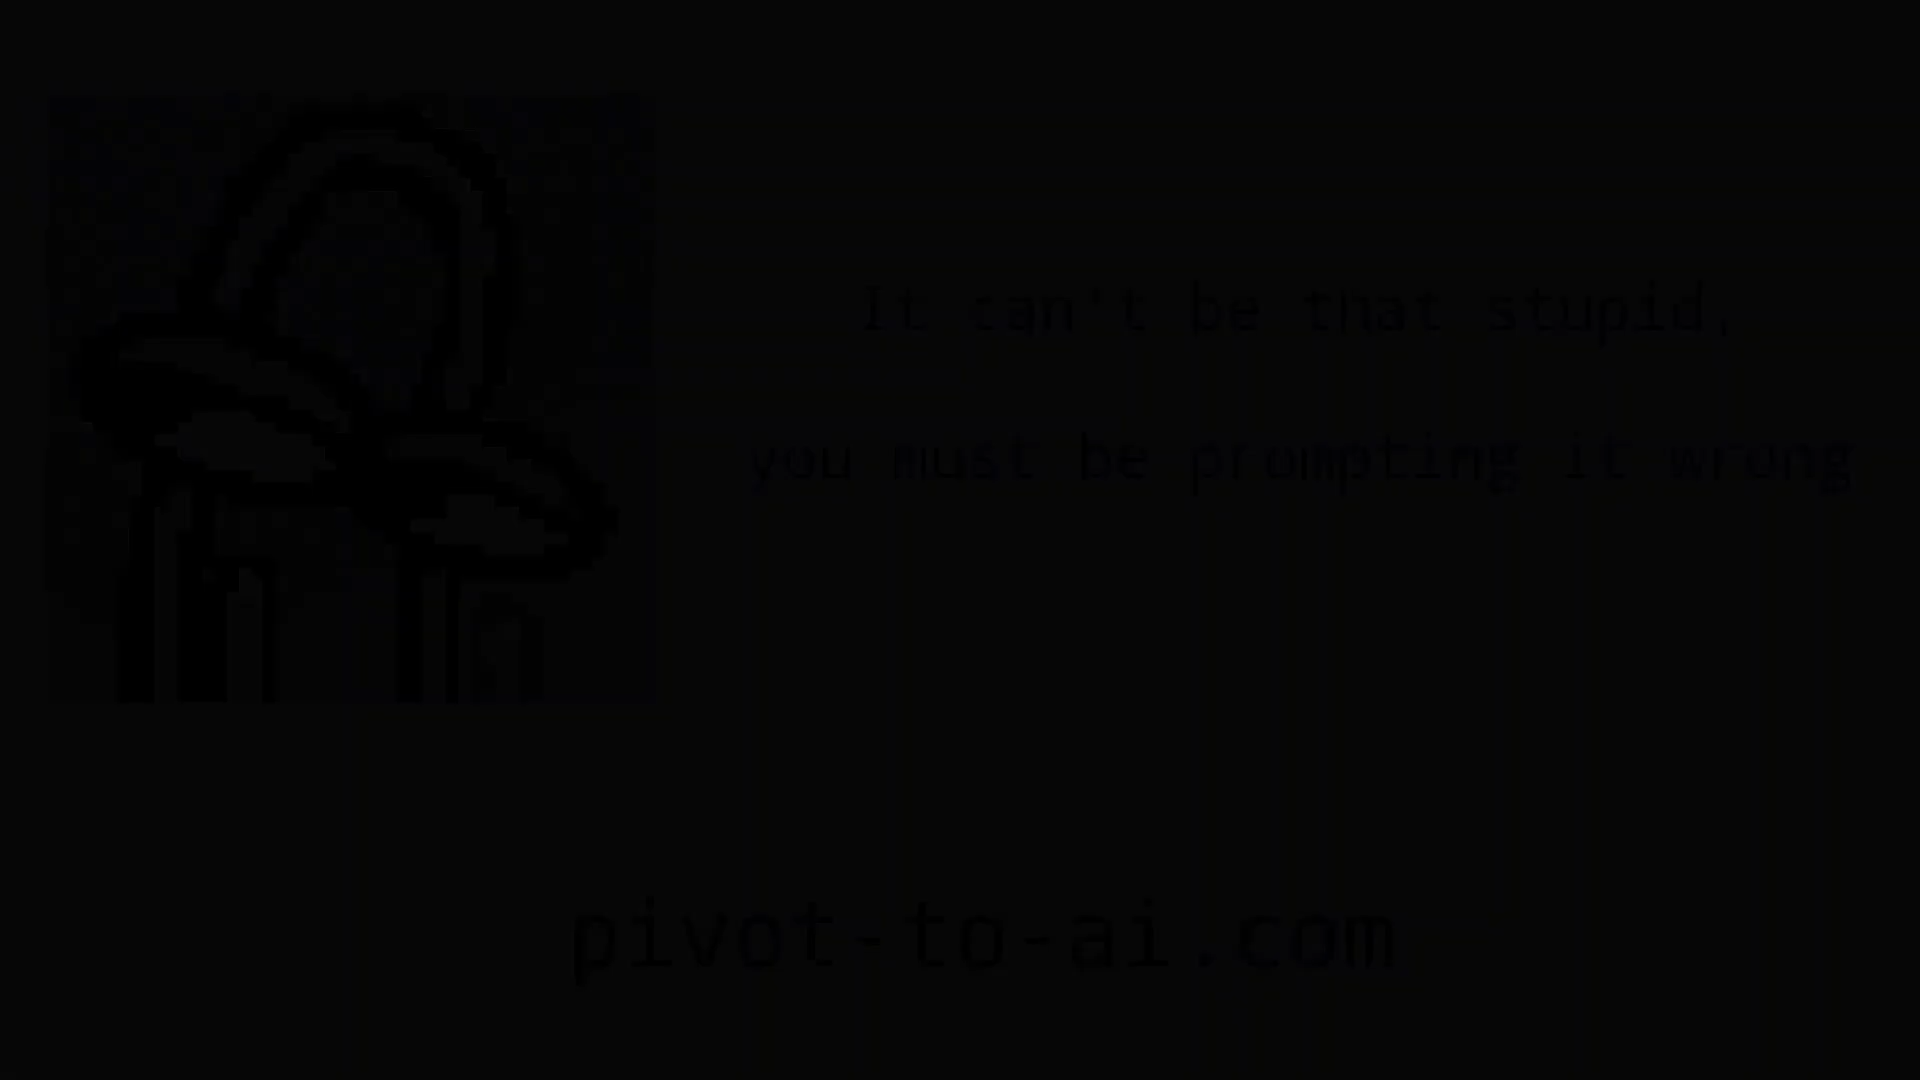 It can't be that stupid,
you must be prompting it wrong
pivot-to-ai.com